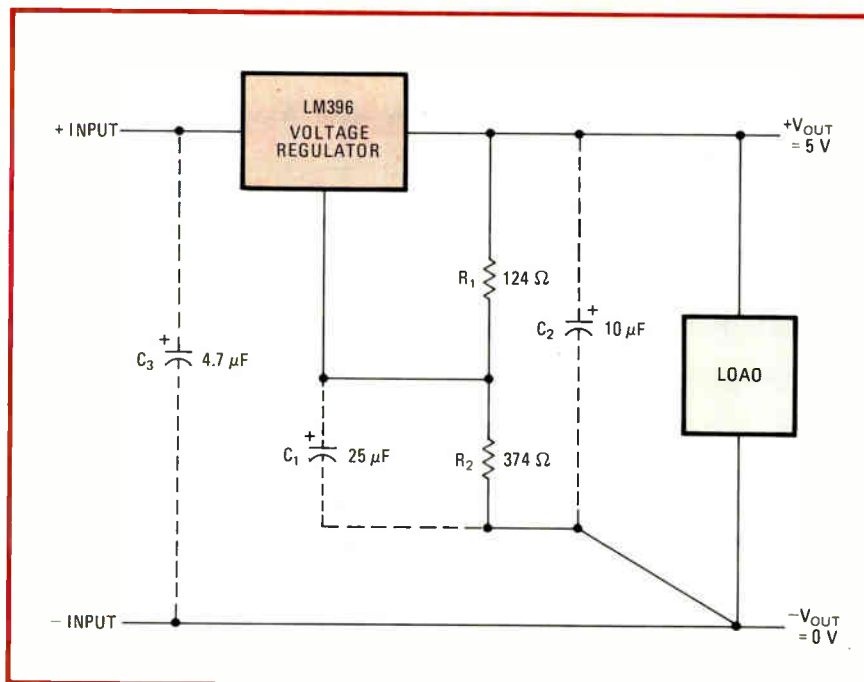 LM396
VOLTAGE
REGULATOR
+ INPUT
+VOUT
= 5 V
R1 124 Ω
+
C2 10 μF
+
C3 4.7 μF
LOAO
+
C1 25 μF
R2 374 Ω
− INPUT
−VOUT
= 0 V